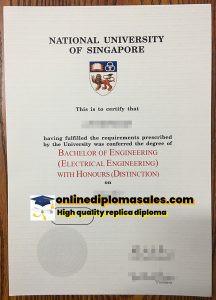 NATIONAL UNIVERSITY
OF SINGAPORE
This is to certify that
having fulfilled the requirements prescribed
by the University was conferred the degree of
BACHELOR OF ENGINEERING
(ELECTRICAL ENGINEERING)
WITH HONOURS (DISTINCTION)
on
onlinediplomasales.com
High quality replica diploma